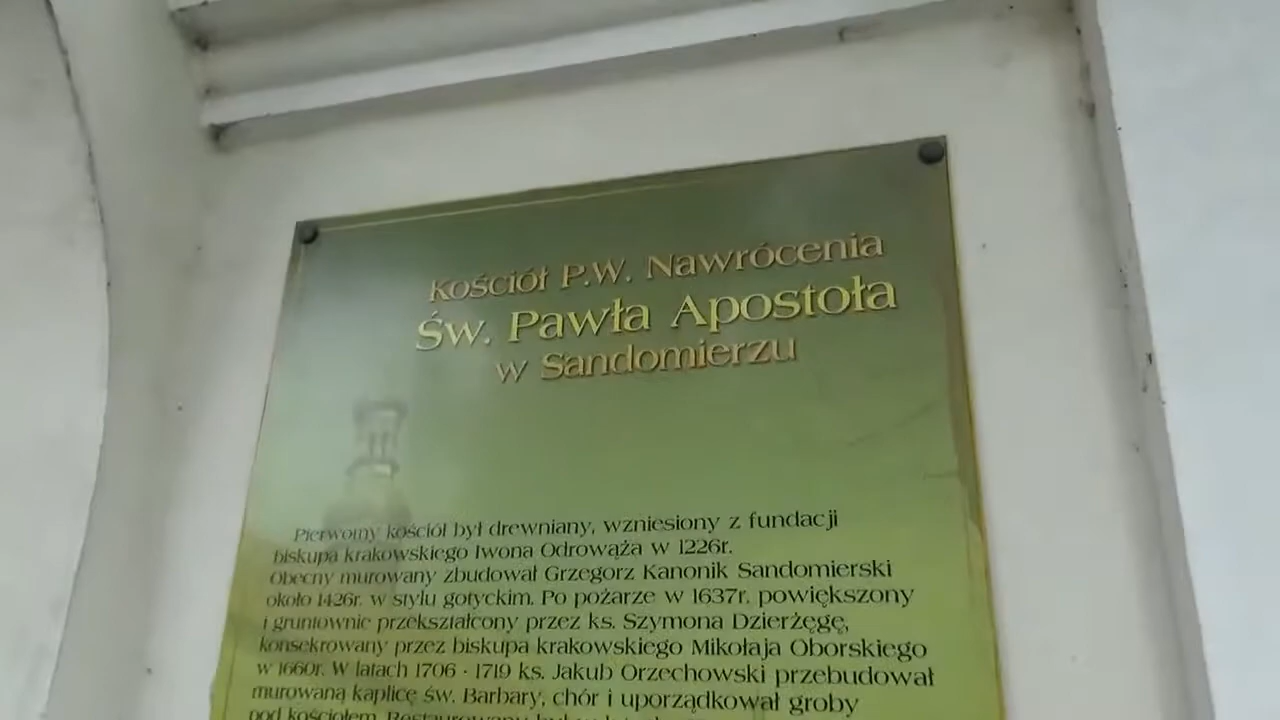 Kościół P.W. Nawrócenia
Św. Pawła Apostoła
w Sandomierzu
Pierwotny kościół był drewniany, wzniesiony z fundacji
biskupa krakowskiego Iwona Odrowąża w 1226r.
Obecny murowany zbudował Grzegorz Kanonik Sandomierski
około 1426r. w stylu gotyckim. Po pożarze w 1637r. powiększony
i gruntownie przekształcony przez ks. Szymona Dzierżęgę,
konsekrowany przez biskupa krakowskiego Mikołaja Oborskiego
w 1660r. W latach 1706 - 1719 ks. Jakub Orzechowski przebudował
murowaną kaplicę św. Barbary, chór i uporządkował groby
pod kościołem. Restaurowany